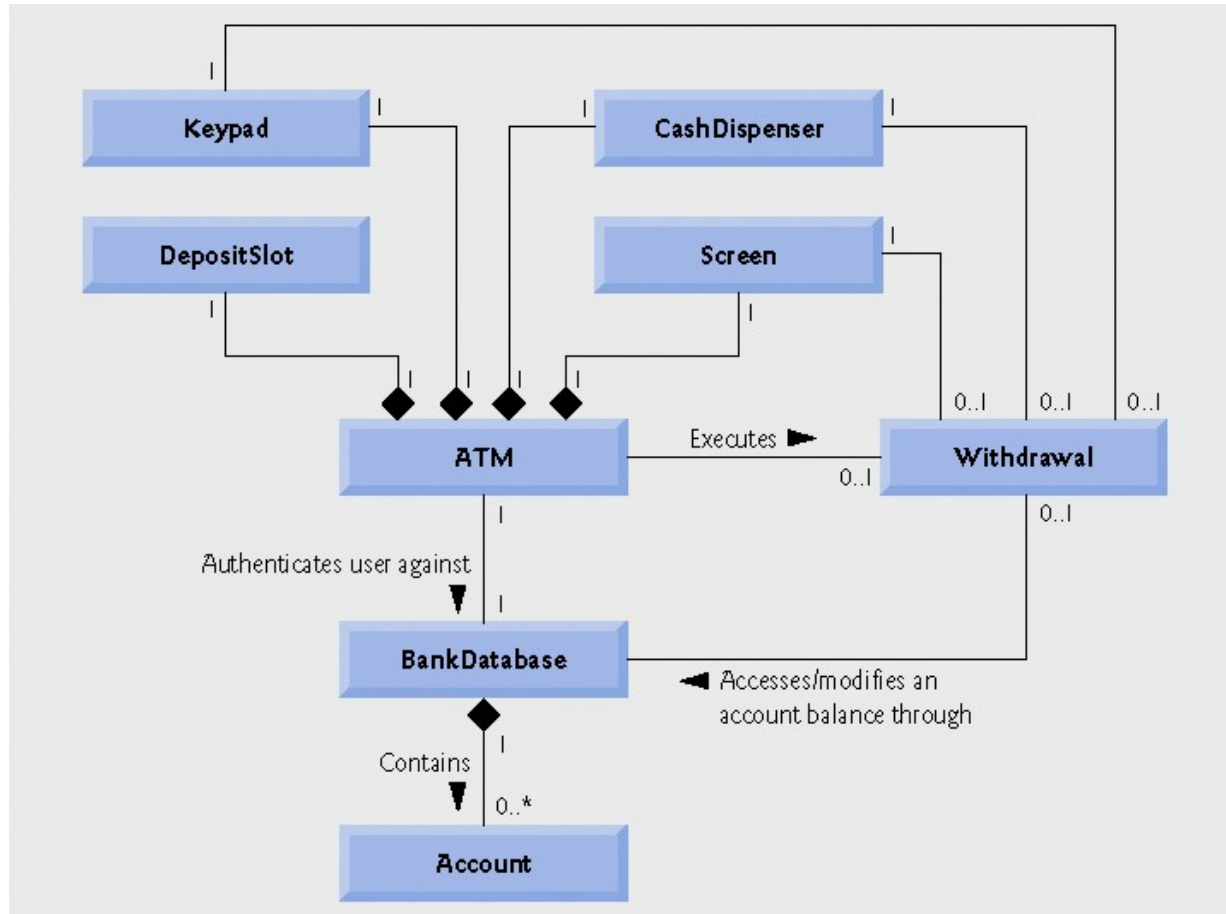 1
Keypad
1
1
CashDispenser
1
DepositSlot
Screen
1
1
1
1
1
1
1
0..1
0..1
0..1
ATM
Executes
0..1
Withdrawal
1
0..1
Authenticates user against
1
BankDatabase
Accesses/modifies an
account balance through
1
Contains
0..*
Account